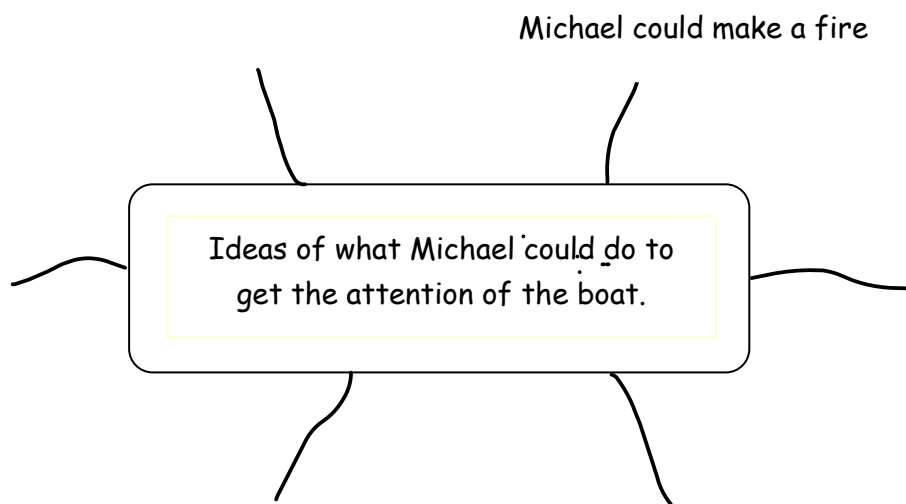 Michael could make a fire
Ideas of what Michael could do to
get the attention of the boat.